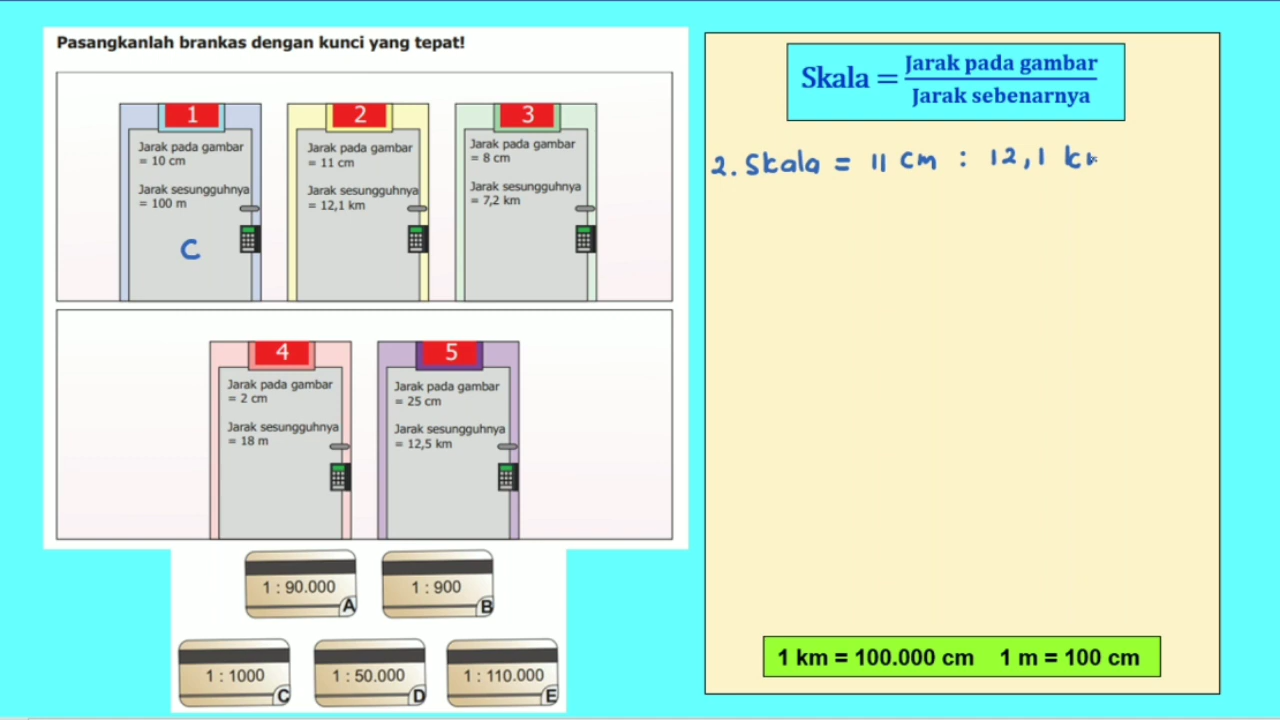 Pasangkanlah brankas dengan kunci yang tepat!
1
Jarak pada gambar
= 10 cm
Jarak sesungguhnya
= 100 m
C
2
Jarak pada gambar
= 11 cm
Jarak sesungguhnya
= 12,1 km
3
Jarak pada gambar
= 8 cm
Jarak sesungguhnya
= 7,2 km
4
Jarak pada gambar
= 2 cm
Jarak sesungguhnya
= 18 m
5
Jarak pada gambar
= 25 cm
Jarak sesungguhnya
= 12,5 km
1 : 90.000
A
1 : 900
B
1 : 1000
C
1 : 50.000
D
1 : 110.000
E
Skala = Jarak pada gambar
Jarak sebenarnya
2. Skala = 11 cm : 12,1
1 km = 100.000 cm 1 m = 100 cm